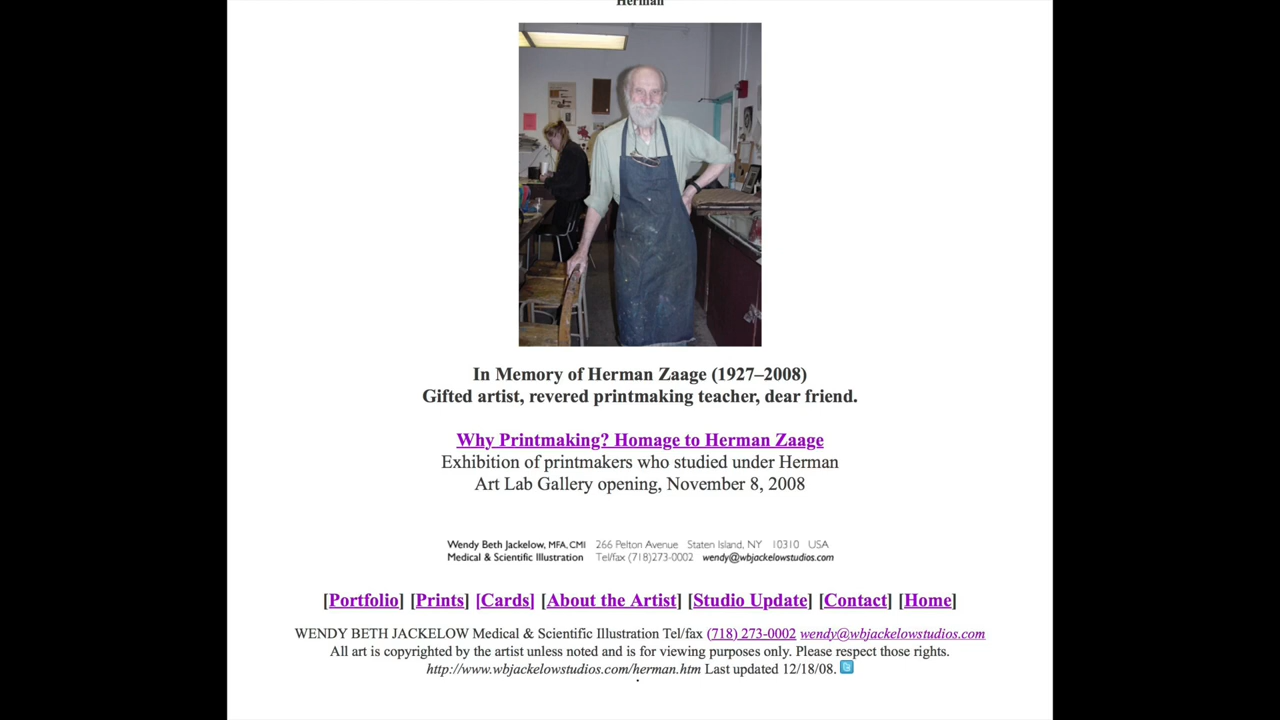 Herman
In Memory of Herman Zaage (1927–2008)
Gifted artist, revered printmaking teacher, dear friend.
Why Printmaking? Homage to Herman Zaage
Exhibition of printmakers who studied under Herman
Art Lab Gallery opening, November 8, 2008
Wendy Beth Jackelow, MFA, CMI 266 Pelton Avenue Staten Island, NY 10310 USA
Medical & Scientific Illustration Tel/fax (718)273-0002 wendy@wbjackelowstudios.com
[Portfolio] [Prints] [Cards] [About the Artist] [Studio Update] [Contact] [Home]
WENDY BETH JACKELOW Medical & Scientific Illustration Tel/fax (718) 273-0002 wendy@wbjackelowstudios.com
All art is copyrighted by the artist unless noted and is for viewing purposes only. Please respect those rights.
http://www.wbjackelowstudios.com/herman.htm Last updated 12/18/08.